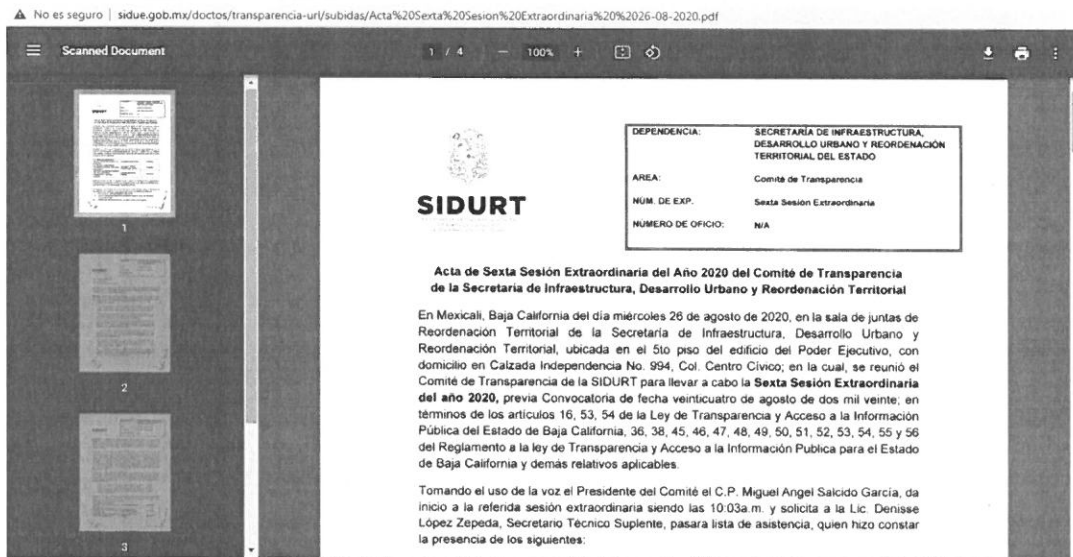 No es seguro | sidue.gob.mx/doctos/transparencia-url/subidas/Acta%20Sexta%20Sesion%20Extraordinaria%20%2026-08-2020.pdf
Scanned Document
1 / 4
100%
1
2
3
SIDURT
DEPENDENCIA: SECRETARÍA DE INFRAESTRUCTURA,
DESARROLLO URBANO Y REORDENACIÓN
TERRITORIAL DEL ESTADO
AREA: Comité de Transparencia
NÚM. DE EXP. Sexta Sesión Extraordinaria
NÚMERO DE OFICIO: N/A
Acta de Sexta Sesión Extraordinaria del Año 2020 del Comité de Transparencia
de la Secretaria de Infraestructura, Desarrollo Urbano y Reordenación Territorial
En Mexicali, Baja California del día miércoles 26 de agosto de 2020, en la sala de juntas de
Reordenación Territorial de la Secretaría de Infraestructura, Desarrollo Urbano y
Reordenación Territorial, ubicada en el 5to piso del edificio del Poder Ejecutivo, con
domicilio en Calzada Independencia No. 994, Col. Centro Cívico; en la cual, se reunió el
Comité de Transparencia de la SIDURT para llevar a cabo la Sexta Sesión Extraordinaria
del año 2020, previa Convocatoria de fecha veinticuatro de agosto de dos mil veinte; en
términos de los artículos 16, 53, 54 de la Ley de Transparencia y Acceso a la Información
Pública del Estado de Baja California, 36, 38, 45, 46, 47, 48, 49, 50, 51, 52, 53, 54, 55 y 56
del Reglamento a la ley de Transparencia y Acceso a la Información Publica para el Estado
de Baja California y demás relativos aplicables.
Tomando el uso de la voz el Presidente del Comité el C.P. Miguel Angel Salcido García, da
inicio a la referida sesión extraordinaria siendo las 10:03a.m. y solicita a la Lic. Denisse
López Zepeda, Secretario Técnico Suplente, pasara lista de asistencia, quien hizo constar
la presencia de los siguientes: